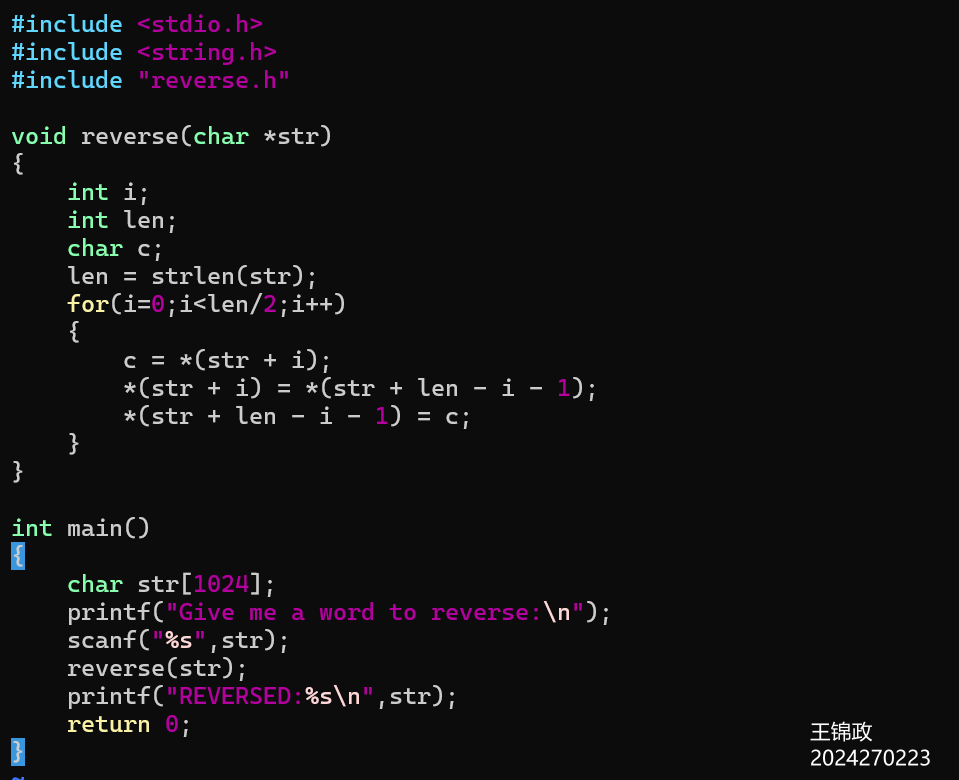 #include <stdio.h>
#include <string.h>
#include "reverse.h"

void reverse(char *str)
{
    int i;
    int len;
    char c;
    len = strlen(str);
    for(i=0;i<len/2;i++)
    {
        c = *(str + i);
        *(str + i) = *(str + len - i - 1);
        *(str + len - i - 1) = c;
    }
}

int main()
{
    char str[1024];
    printf("Give me a word to reverse:\n");
    scanf("%s",str);
    reverse(str);
    printf("REVERSED:%s\n",str);
    return 0;
}
~
王锦政
2024270223